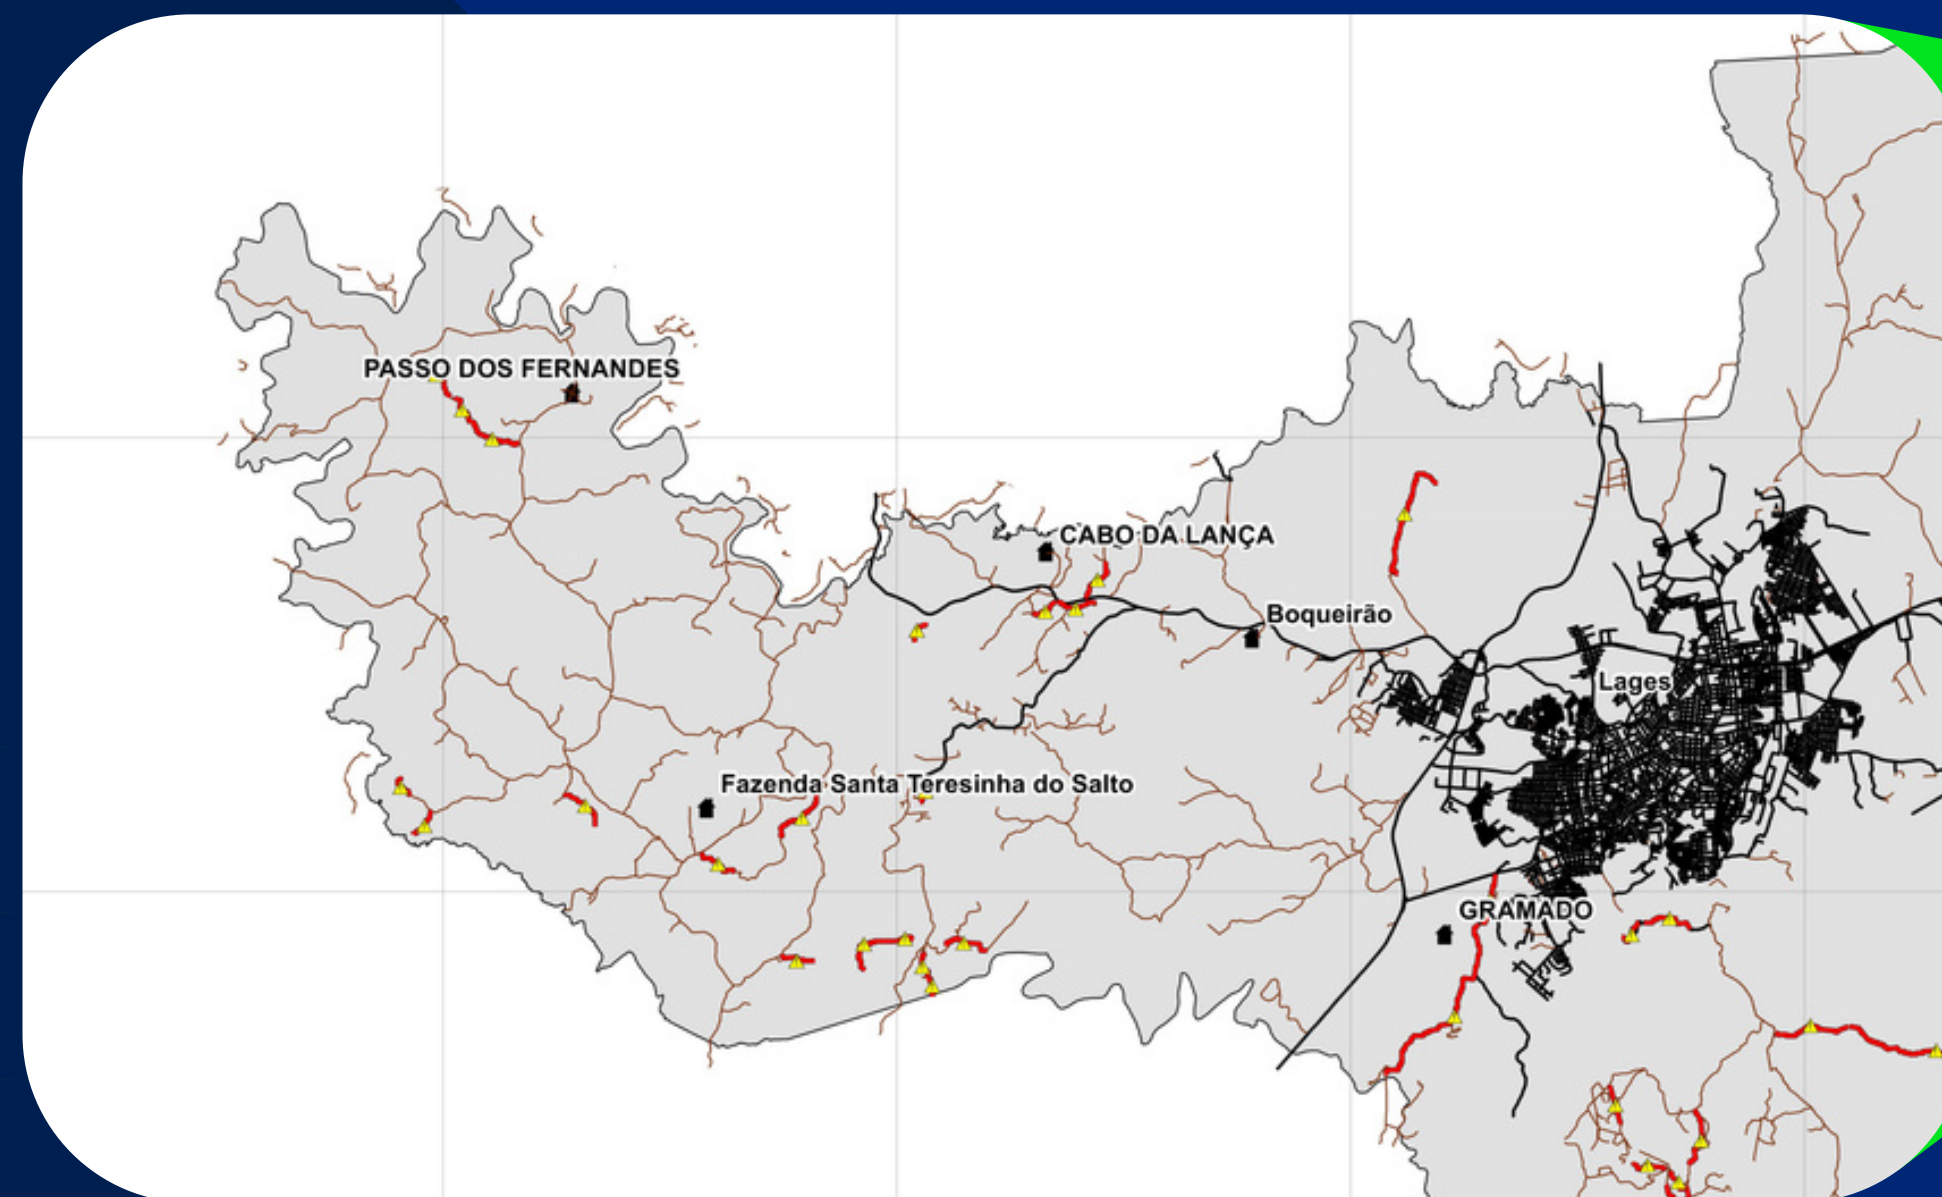 PASSO DOS FERNANDES
CABO DA LANÇA
Boqueirão
Lages
Fazenda Santa Teresinha do Salto
GRAMADO